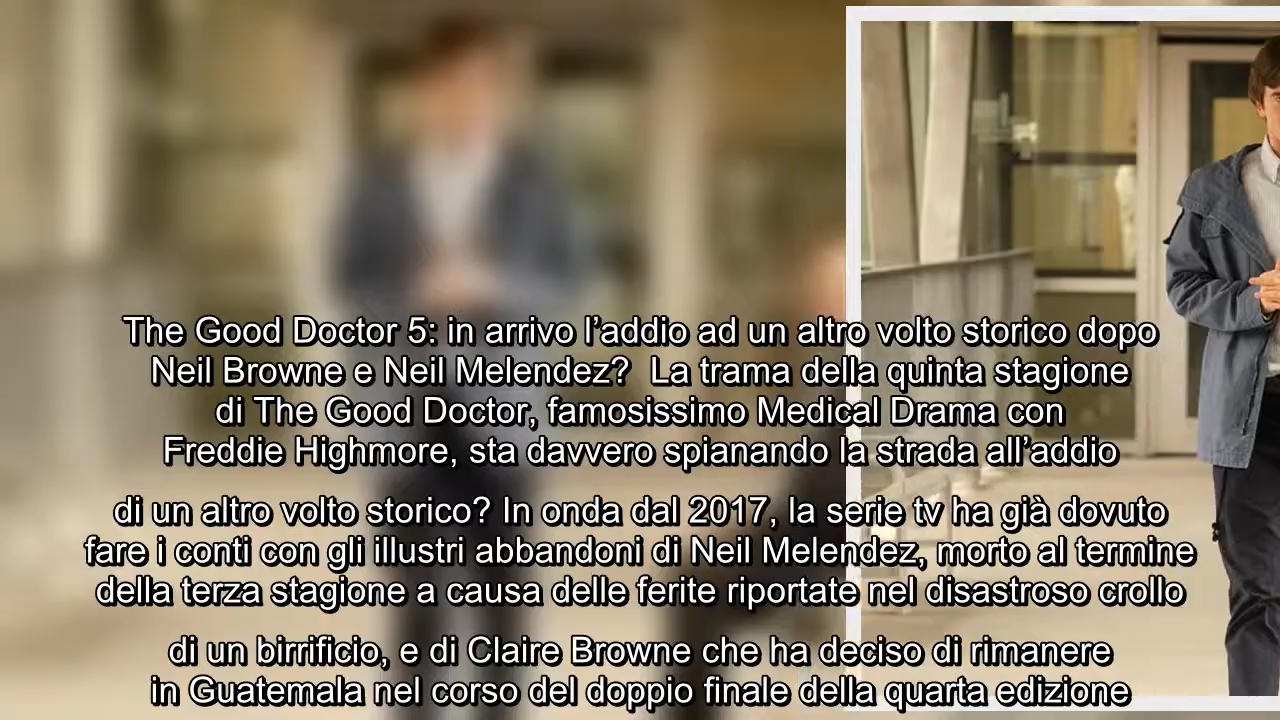 The Good Doctor 5: in arrivo l’addio ad un altro volto storico dopo
Neil Browne e Neil Melendez?  La trama della quinta stagione
di The Good Doctor, famosissimo Medical Drama con
Freddie Highmore, sta davvero spianando la strada all’addio
di un altro volto storico? In onda dal 2017, la serie tv ha già dovuto
fare i conti con gli illustri abbandoni di Neil Melendez, morto al termine
della terza stagione a causa delle ferite riportate nel disastroso crollo
di un birrificio, e di Claire Browne che ha deciso di rimanere
in Guatemala nel corso del doppio finale della quarta edizione